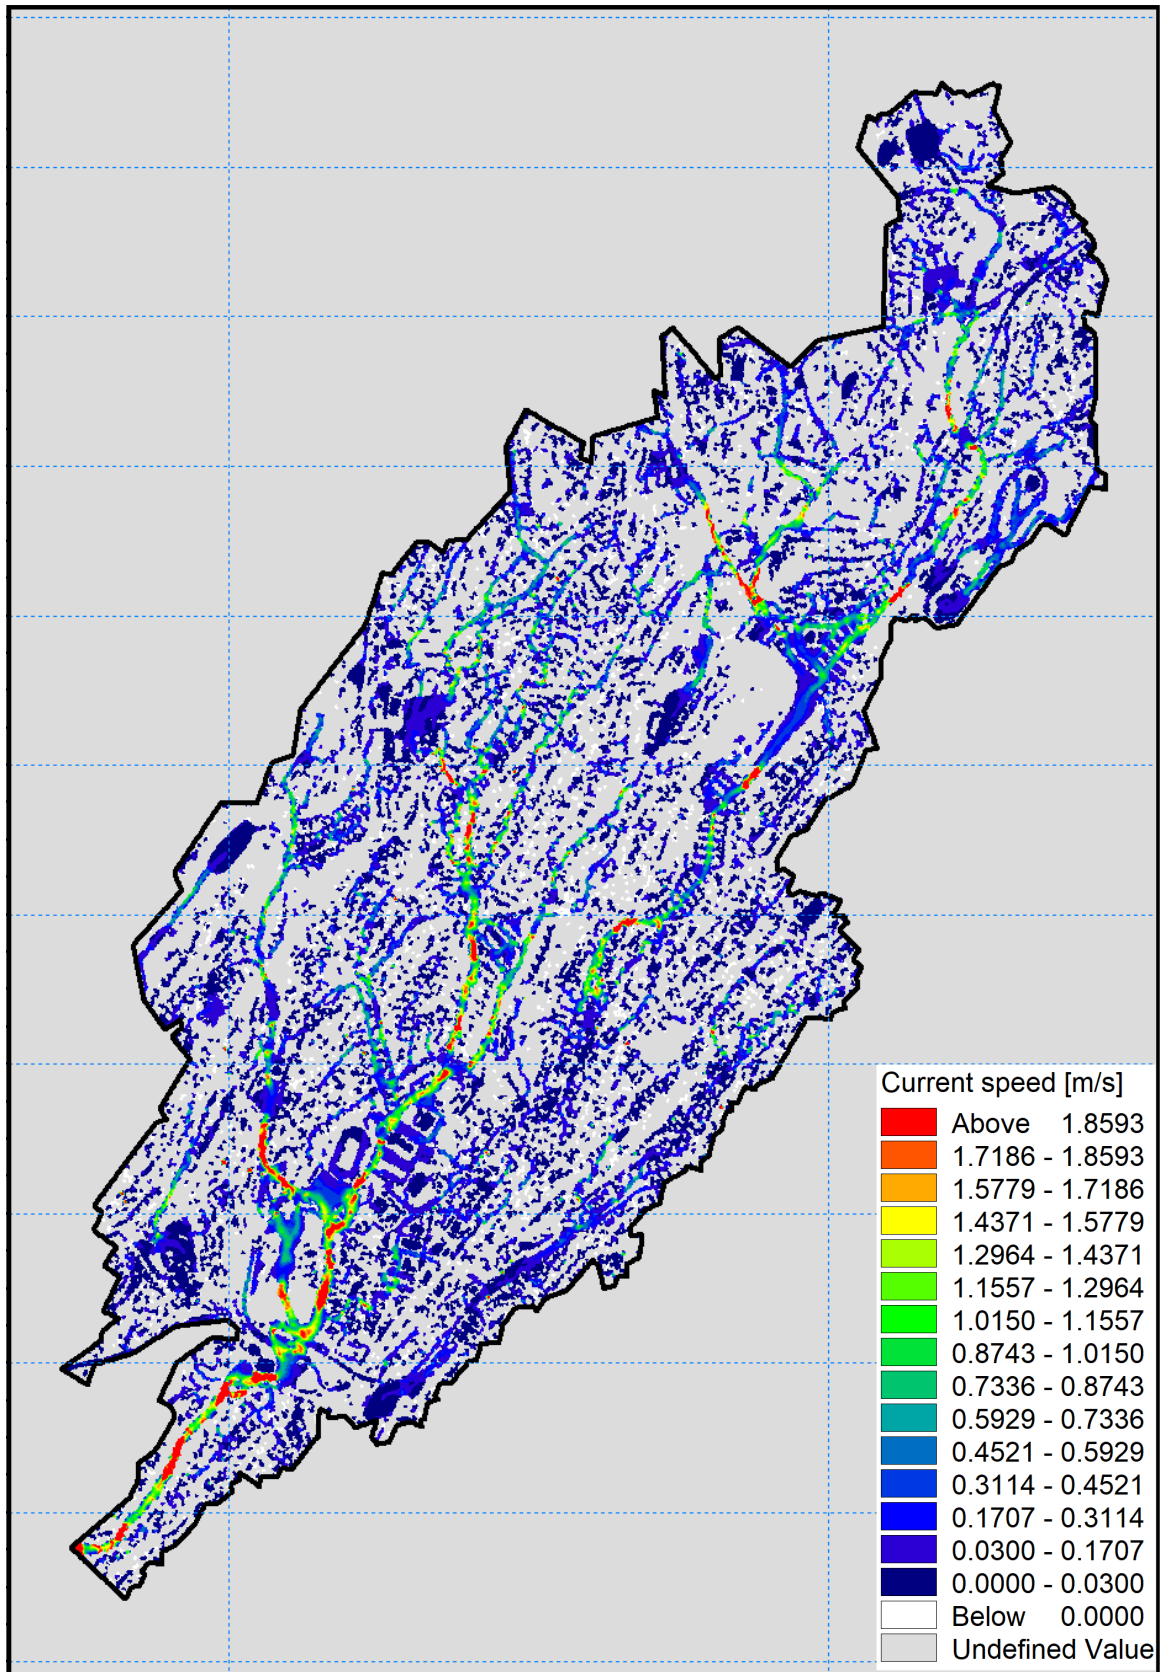 Current speed [m/s]
Above 1.8593
1.7186 - 1.8593
1.5779 - 1.7186
1.4371 - 1.5779
1.2964 - 1.4371
1.1557 - 1.2964
1.0150 - 1.1557
0.8743 - 1.0150
0.7336 - 0.8743
0.5929 - 0.7336
0.4521 - 0.5929
0.3114 - 0.4521
0.1707 - 0.3114
0.0300 - 0.1707
0.0000 - 0.0300
Below 0.0000
Undefined Value